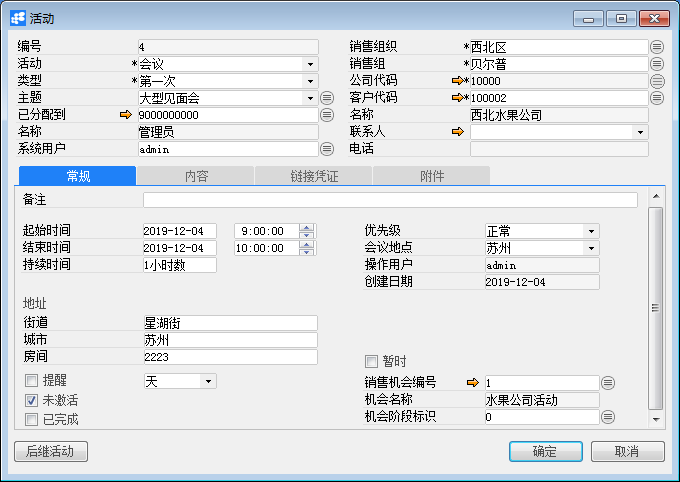 活动
编号 4
活动 *会议
类型 *第一次
主题 大型见面会
已分配到 9000000000
名称 管理员
系统用户 admin
销售组织 *西北区
销售组 *贝尔普
公司代码 *10000
客户代码 *100002
名称 西北水果公司
联系人 *
电话
常规 内容 链接凭证 附件
备注
起始时间 2019-12-04 9:00:00
结束时间 2019-12-04 10:00:00
持续时间 1小时数
优先级 正常
会议地点 苏州
操作用户 admin
创建日期 2019-12-04
地址
街道 星湖街
城市 苏州
房间 2223
提醒 天
未激活
已完成
暂时
销售机会编号 1
机会名称 水果公司活动
机会阶段标识 0
后继活动 确定 取消